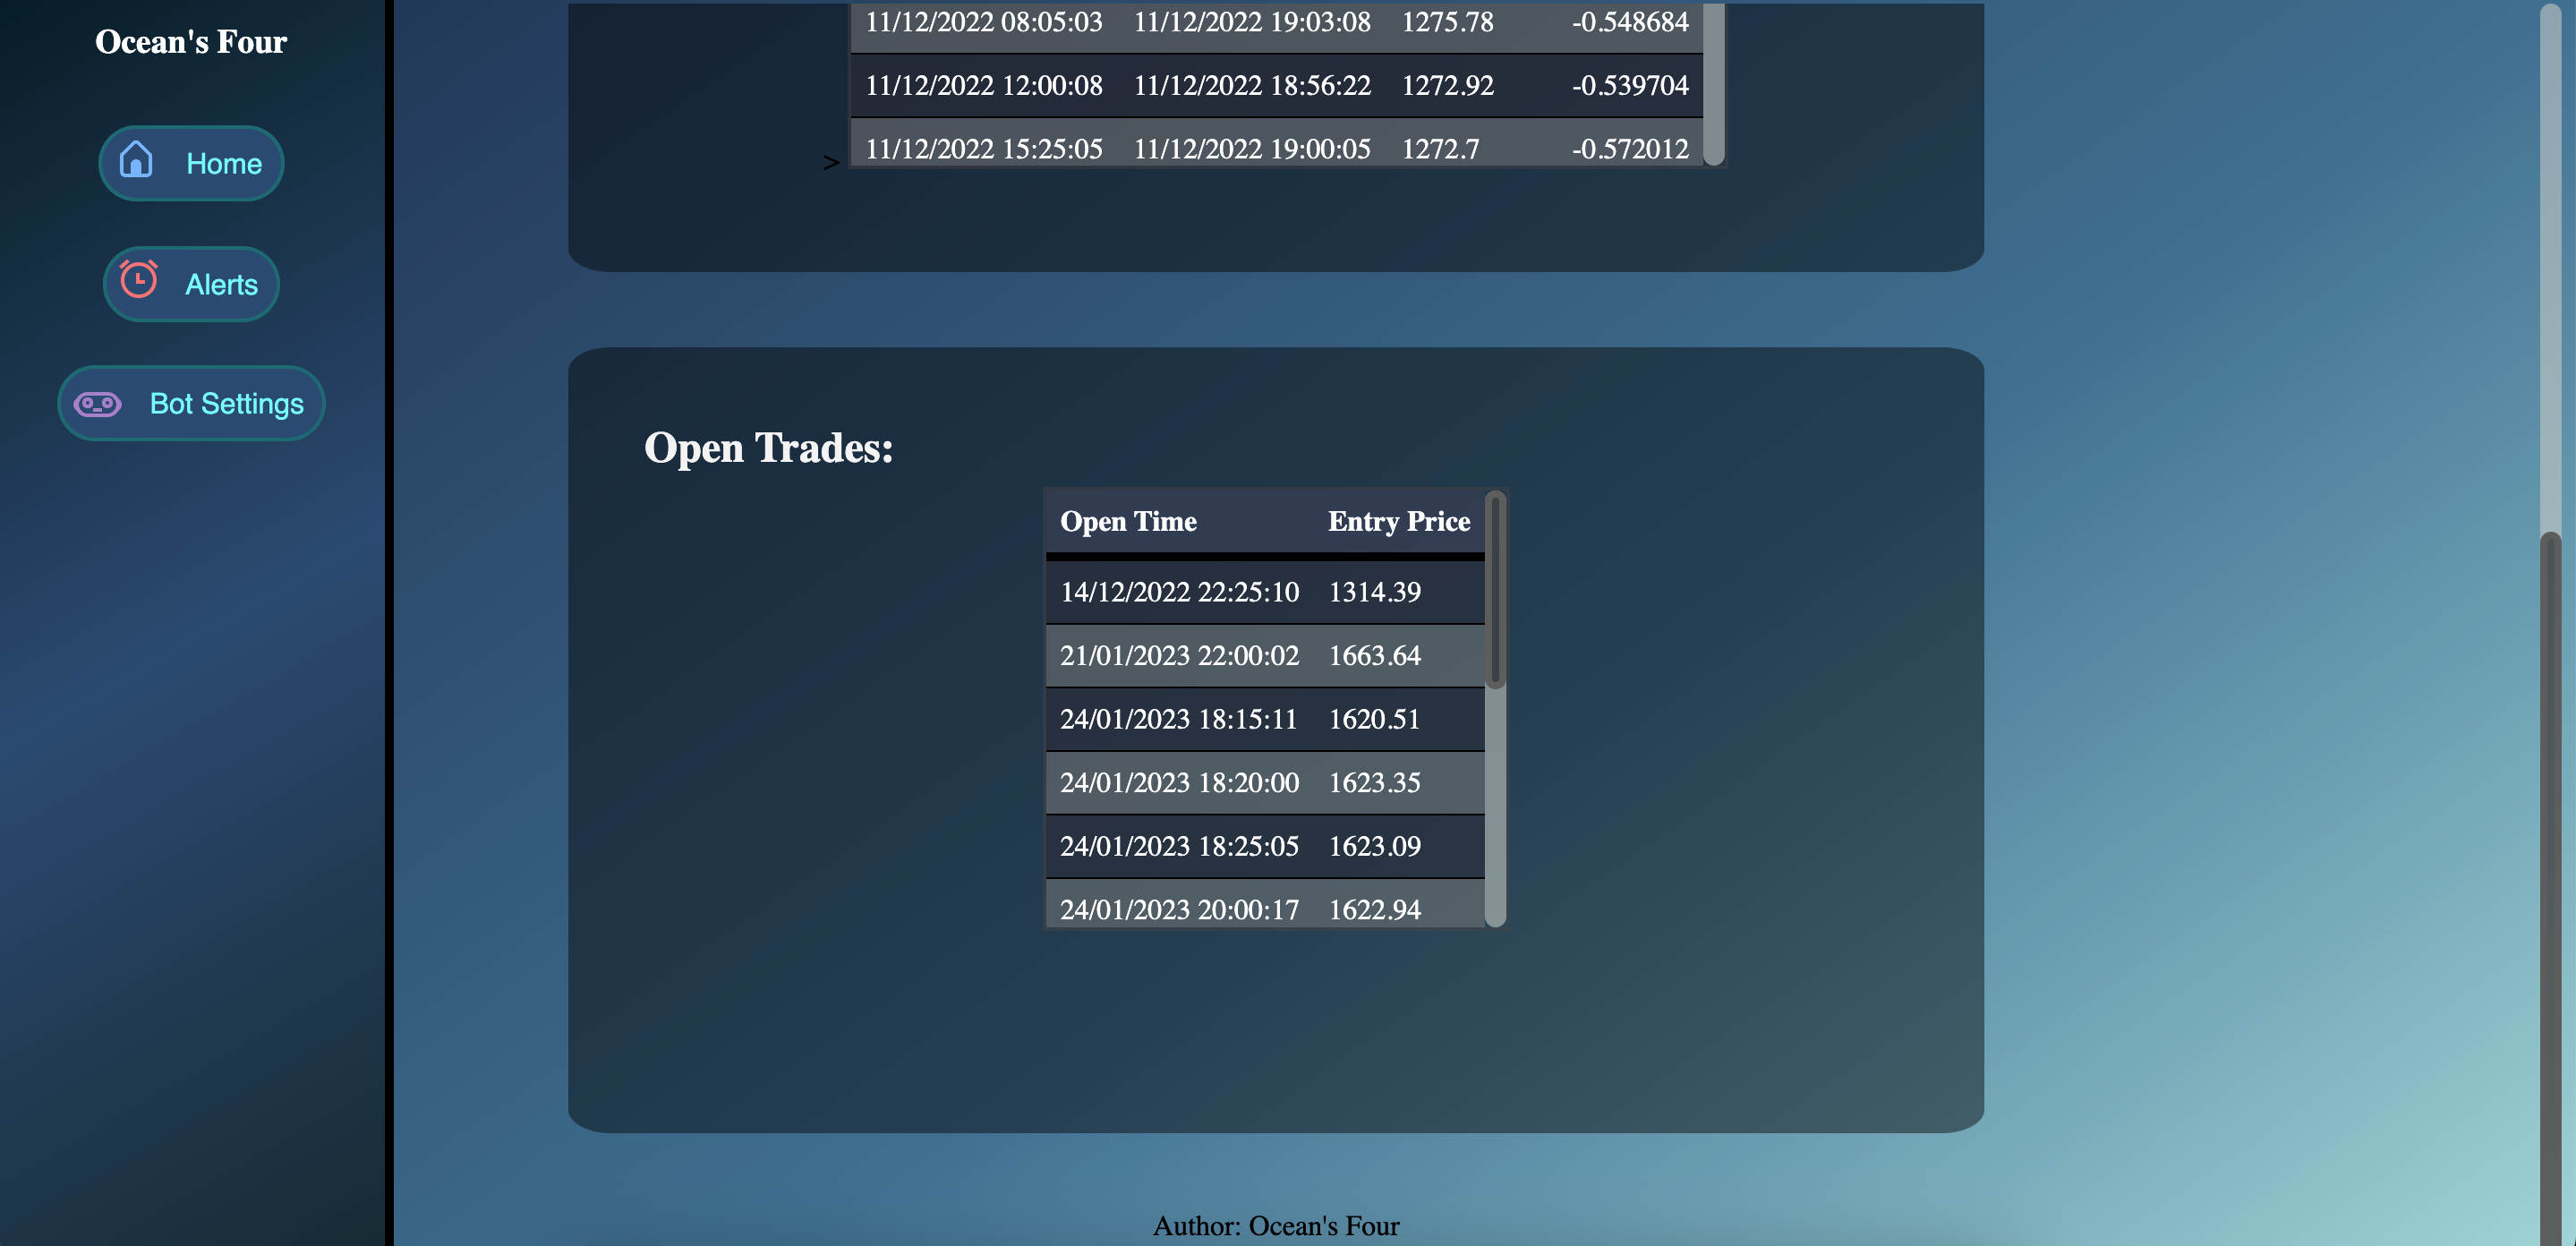 Ocean's Four
Home
Alerts
Bot Settings
11/12/2022 08:05:03 11/12/2022 19:03:08 1275.78 -0.548684
11/12/2022 12:00:08 11/12/2022 18:56:22 1272.92 -0.539704
> 11/12/2022 15:25:05 11/12/2022 19:00:05 1272.7 -0.572012
Open Trades:
Open Time Entry Price
14/12/2022 22:25:10 1314.39
21/01/2023 22:00:02 1663.64
24/01/2023 18:15:11 1620.51
24/01/2023 18:20:00 1623.35
24/01/2023 18:25:05 1623.09
24/01/2023 20:00:17 1622.94
Author: Ocean's Four